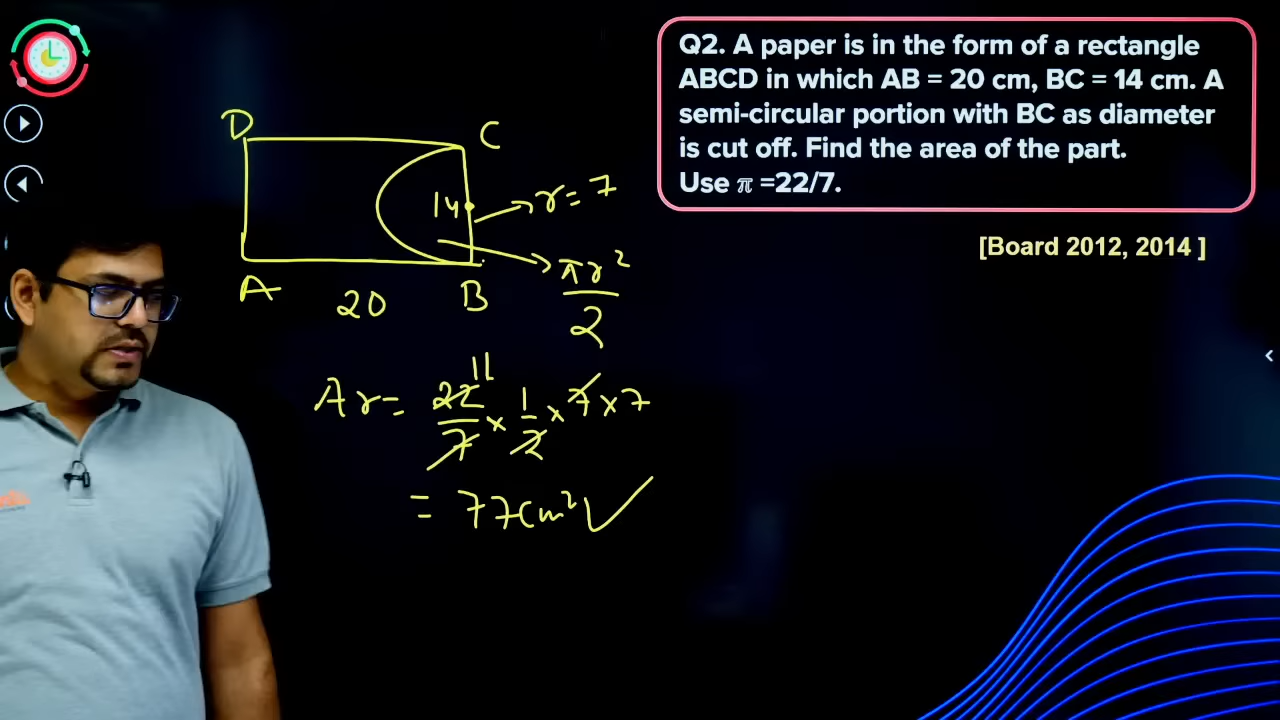 Q2. A paper is in the form of a rectangle
ABCD in which AB = 20 cm, BC = 14 cm. A
semi-circular portion with BC as diameter
is cut off. Find the area of the part.
Use π =22/7.
[Board 2012, 2014 ]
D
C
14
r = 7
A
20
B
πr²/2
Ar = 22/7 × 1/2 × 7 × 7
11
= 77cm²